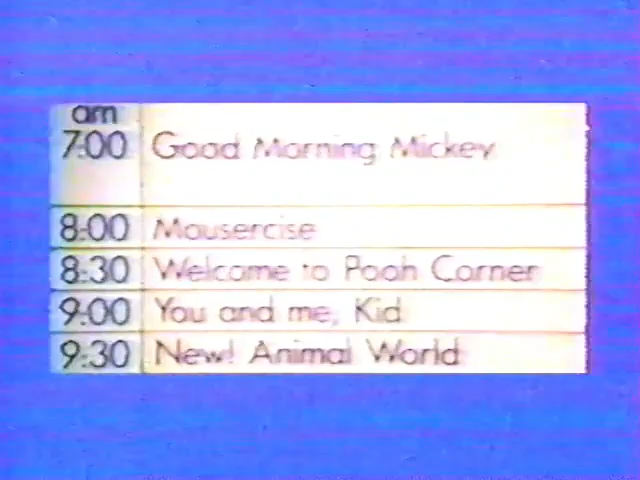 am
7:00 Good Morning Mickey
8:00 Mousercise
8:30 Welcome to Pooh Corner
9:00 You and me, Kid
9:30 New! Animal World